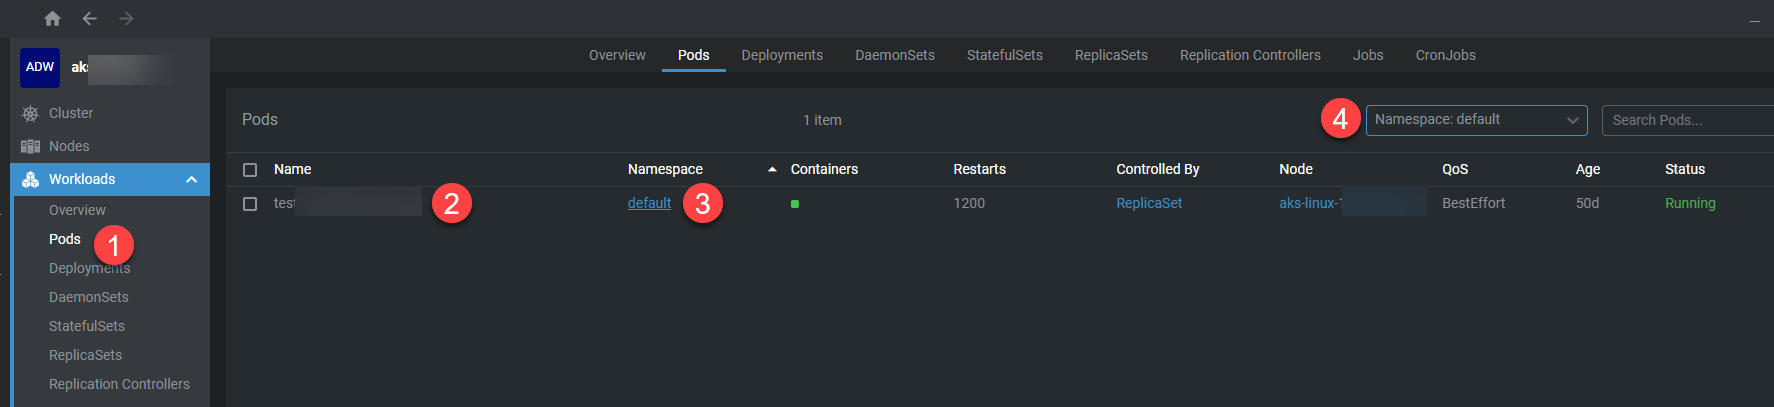 ADW
Cluster
Nodes
Workloads
Overview
Pods
1
Deployments
DaemonSets
StatefulSets
ReplicaSets
Replication Controllers
Overview Pods Deployments DaemonSets StatefulSets ReplicaSets Replication Controllers Jobs CronJobs
Pods 1 item 4 Namespace: default Search Pods...
Name Namespace Containers Restarts Controlled By Node QoS Age Status
test 2 default 3 1200 ReplicaSet aks-linux- BestEffort 50d Running